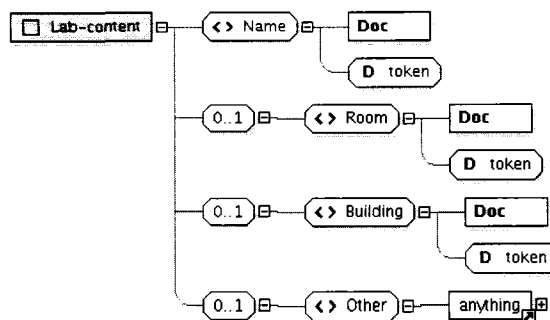 Lab-content <> Name Doc
D token
0..1 <> Room Doc
D token
0..1 <> Building Doc
D token
0..1 <> Other anything